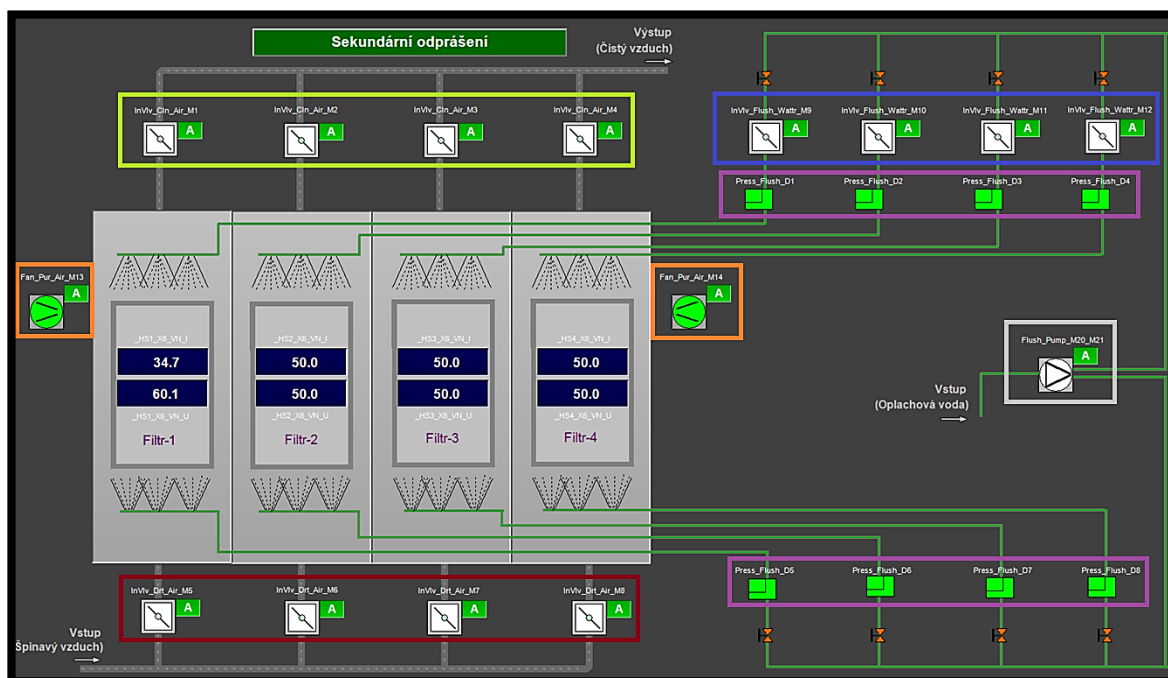 Sekundární odprášení
Výstup
(Čistý vzduch)
InVlv_Cln_Air_M1
InVlv_Cln_Air_M2
InVlv_Cln_Air_M3
InVlv_Cln_Air_M4
A
A
A
A
InVlv_Flush_Wattr_M9
InVlv_Flush_Wattr_M10
InVlv_Flush_Wattr_M11
InVlv_Flush_Wattr_M12
A
A
A
A
Press_Flush_D1
Press_Flush_D2
Press_Flush_D3
Press_Flush_D4
Fan_Pur_Air_M13
A
Fan_Pur_Air_M14
A
_HS1_X6_VN_I
_HS2_X6_VN_I
_HS3_X6_VN_I
_HS4_X6_VN_I
34.7
50.0
50.0
50.0
60.1
50.0
50.0
50.0
_HS1_X6_VN_U
_HS2_X6_VN_U
_HS3_X6_VN_U
_HS4_X6_VN_U
Filtr-1
Filtr-2
Filtr-3
Filtr-4
Flush_Pump_M20_M21
A
Vstup
(Oplachová voda)
Press_Flush_D5
Press_Flush_D6
Press_Flush_D7
Press_Flush_D8
InVlv_Drt_Air_M5
InVlv_Drt_Air_M6
InVlv_Drt_Air_M7
InVlv_Drt_Air_M8
A
A
A
A
Vstup
Špinavý vzduch)